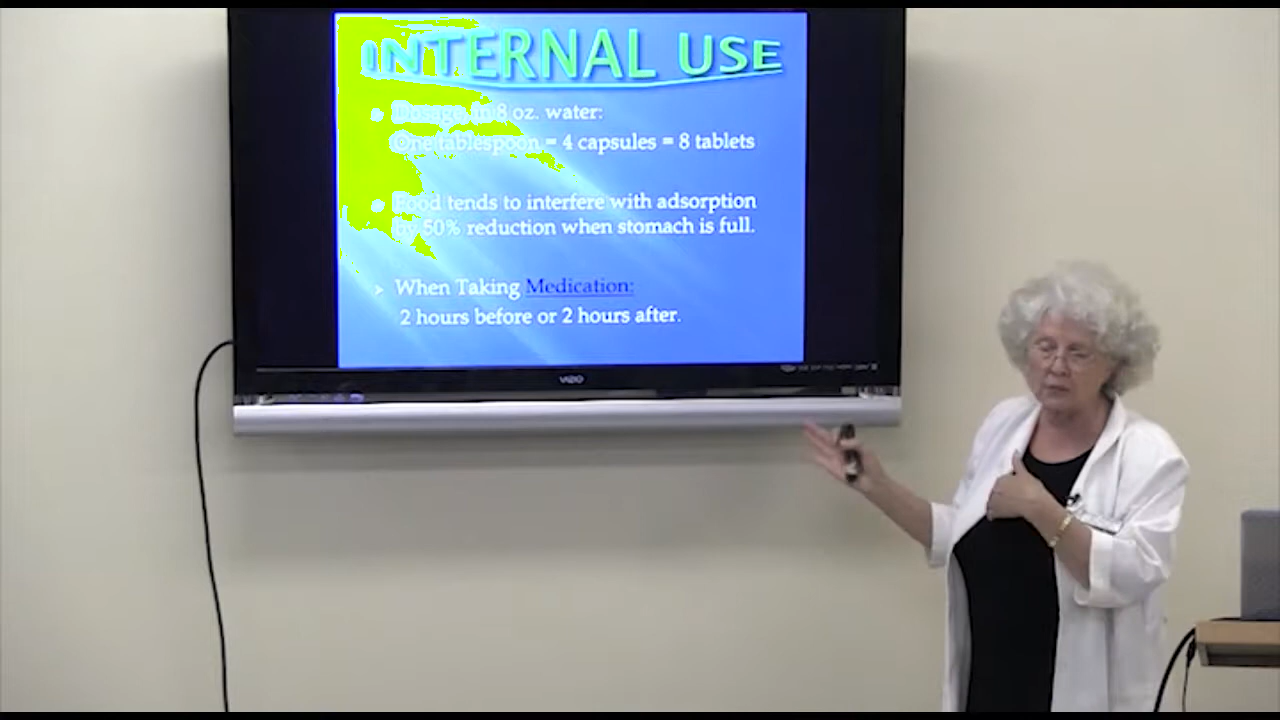 INTERNAL USE
Dosage in 8 oz. water:
One tablespoon = 4 capsules = 8 tablets
Food tends to interfere with adsorption
by 50% reduction when stomach is full.
When Taking Medication:
2 hours before or 2 hours after.
VIZIO